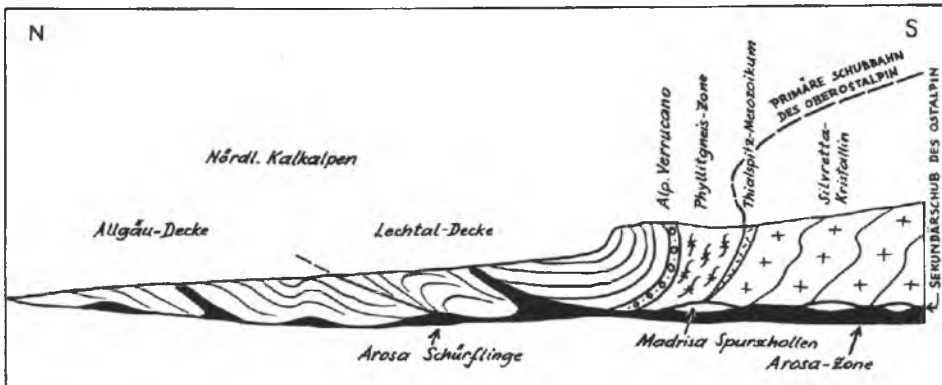 N
S
PRIMÄRE SCHUBBAHN
DES OBEROSTALPIN
Nördl. Kalkalpen
Alp. Verrucano
Phyllitgneis-Zone
Thialspitz-Mesozoikum
Silvretta-
Kristallin
SEKUNDÄRSCHUB DES OSTALPIN
Allgäu-Decke
Lechtal-Decke
Arosa Schürflinge
Madrisa Spurschollen
Arosa-Zone